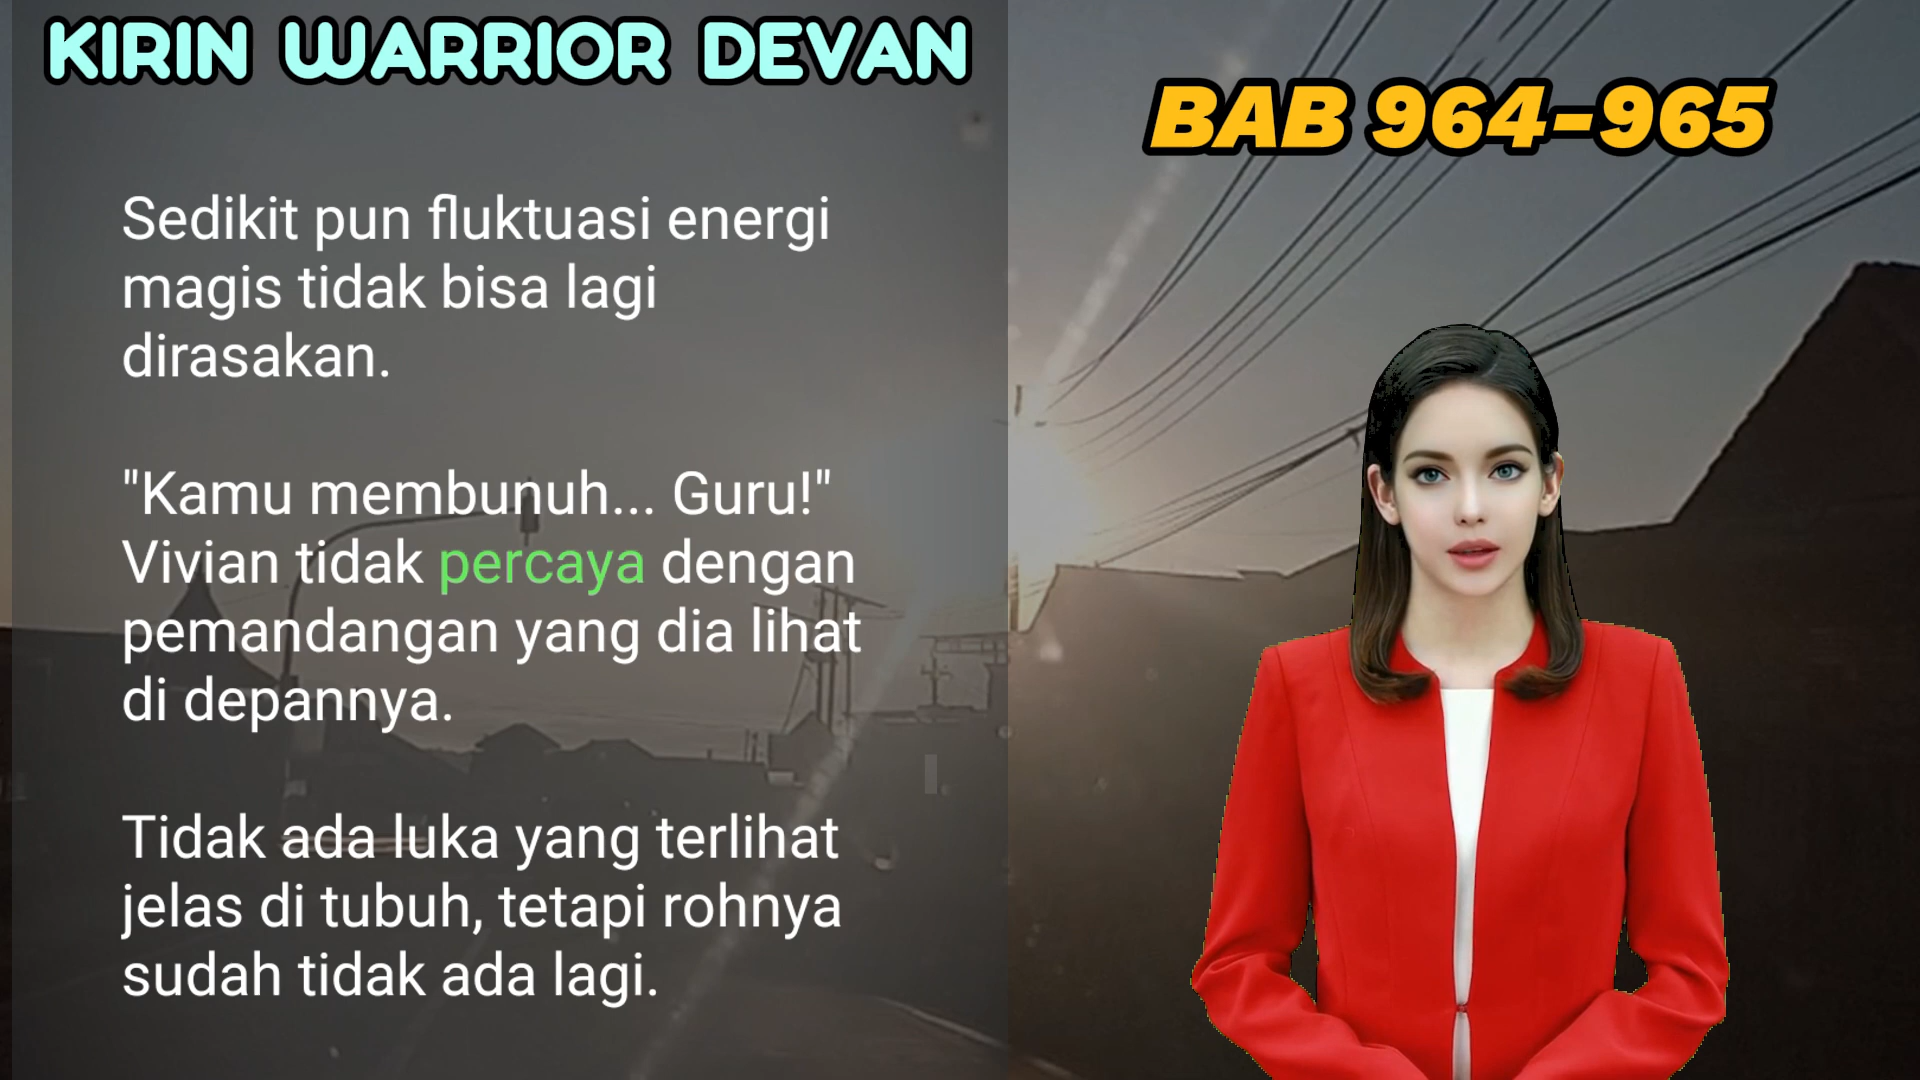 KIRIN WARRIOR DEVAN
BAB 964-965
Sedikit pun fluktuasi energi
magis tidak bisa lagi
dirasakan.
"Kamu membunuh... Guru!"
Vivian tidak percaya dengan
pemandangan yang dia lihat
di depannya.
Tidak ada luka yang terlihat
jelas di tubuh, tetapi rohnya
sudah tidak ada lagi.